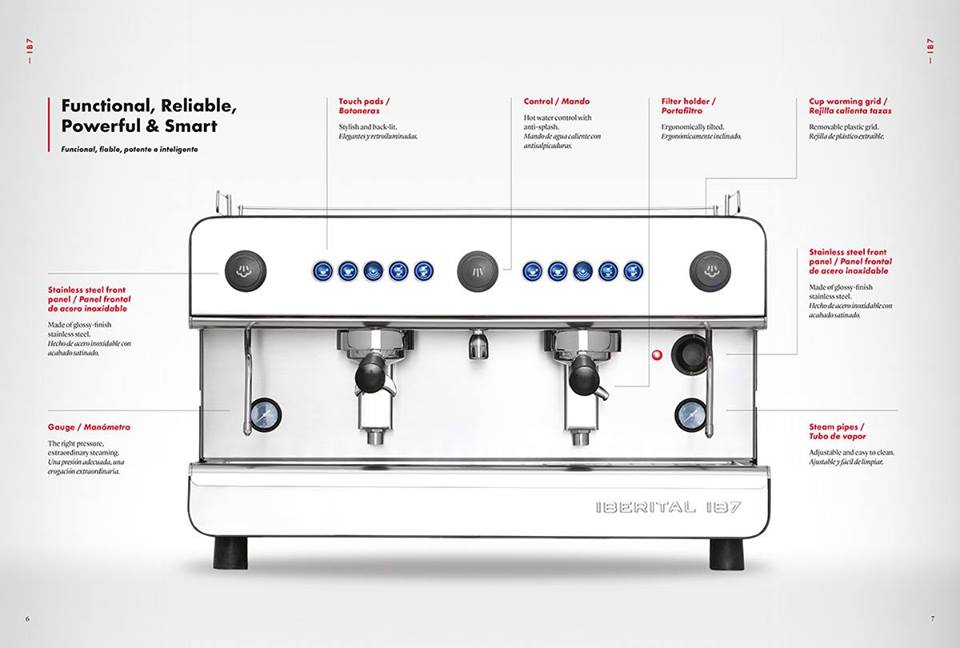 IB7
IB7
Functional, Reliable,
Powerful & Smart
Funcional, fiable, potente e inteligente
Touch pads /
Botoneras
Stylish and back-lit.
Elegantes y retroiluminadas.
Control / Mando
Hot water control with
anti-splash.
Mando de agua caliente con
antisalpicaduras.
Filter holder /
Portafiltro
Ergonomically tilted.
Ergonómicamente inclinado.
Cup warming grid /
Rejilla calienta tazas
Removable plastic grid.
Rejilla de plástico extraíble.
Stainless steel front
panel / Panel frontal
de acero inoxidable
Made of glossy-finish
stainless steel.
Hecho de acero inoxidable con
acabado satinado.
Stainless steel front
panel / Panel frontal
de acero inoxidable
Made of glossy-finish
stainless steel.
Hecho de acero inoxidable con
acabado satinado.
Gauge / Manómetro
The right pressure,
extraordinary steaming.
Una presión adecuada, una
erogación extraordinaria.
Steam pipes /
Tubo de vapor
Adjustable and easy to clean.
Ajustable y fácil de limpiar.
IBERITAL IB7
6
7